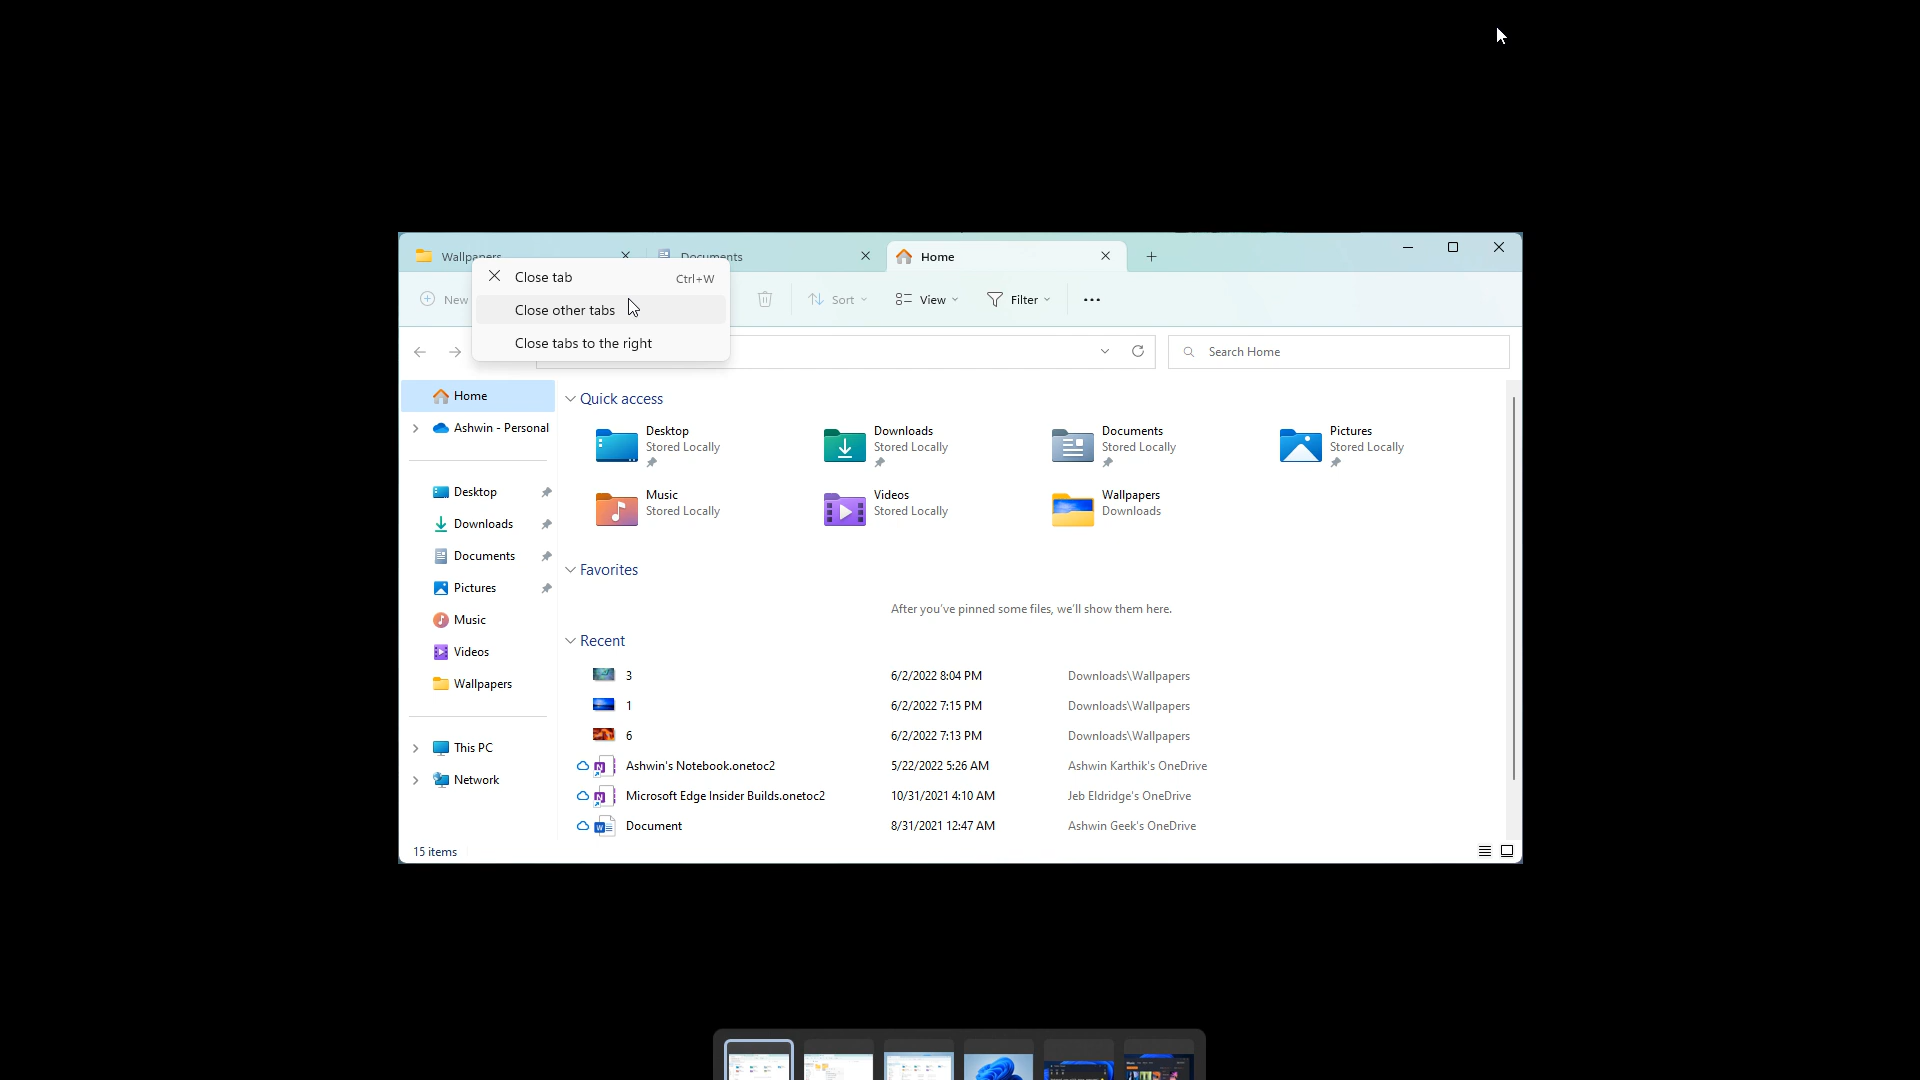 Wallpapers
Documents
Home
Close tab Ctrl+W
Close other tabs
Close tabs to the right
New
Sort
View
Filter
Search Home
Home
Ashwin - Personal
Desktop
Downloads
Documents
Pictures
Music
Videos
Wallpapers
This PC
Network
Quick access
Desktop
Stored Locally
Downloads
Stored Locally
Documents
Stored Locally
Pictures
Stored Locally
Music
Stored Locally
Videos
Stored Locally
Wallpapers
Downloads
Favorites
After you've pinned some files, we'll show them here.
Recent
3 6/2/2022 8:04 PM Downloads\Wallpapers
1 6/2/2022 7:15 PM Downloads\Wallpapers
6 6/2/2022 7:13 PM Downloads\Wallpapers
Ashwin's Notebook.onetoc2 5/22/2022 5:26 AM Ashwin Karthik's OneDrive
Microsoft Edge Insider Builds.onetoc2 10/31/2021 4:10 AM Jeb Eldridge's OneDrive
Document 8/31/2021 12:47 AM Ashwin Geek's OneDrive
15 items